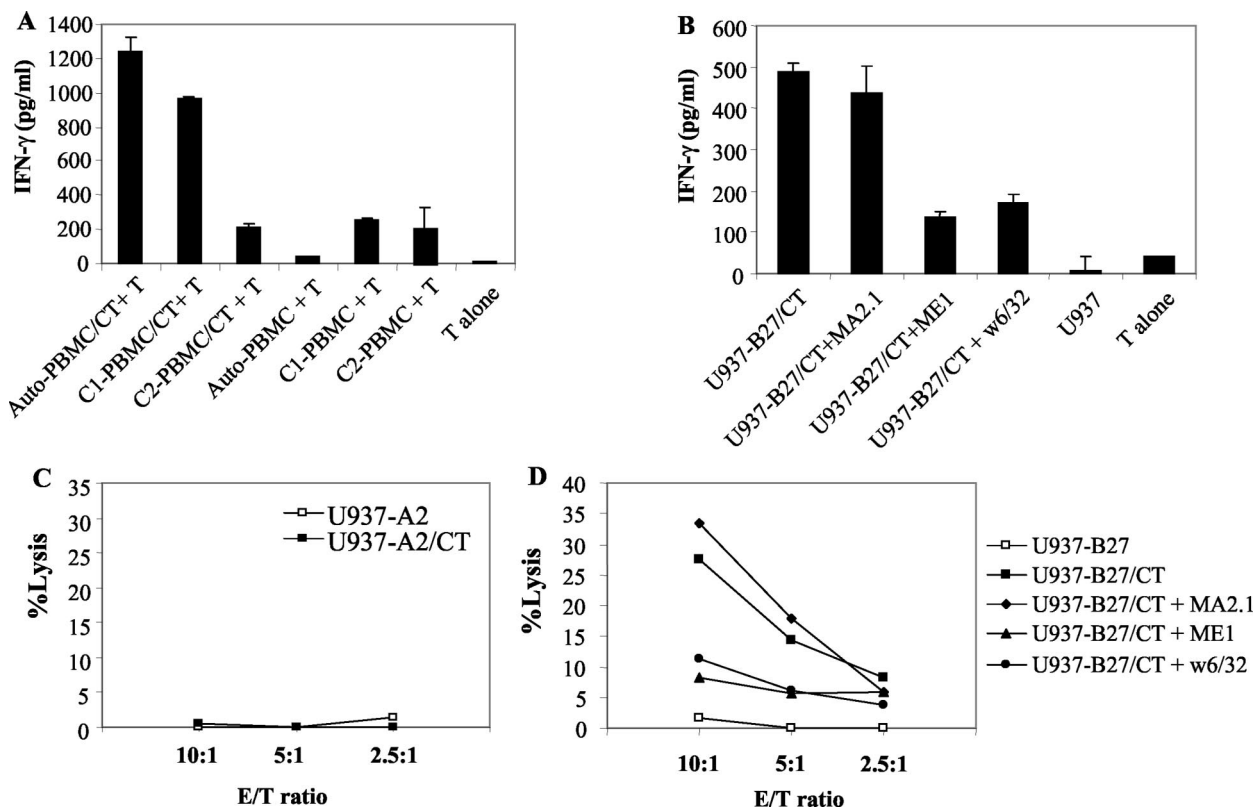 A
1400
1200
1000
800
600
400
200
0
IFN-γ (pg/ml)
Auto-PBMC/CT+ T
C1-PBMC/CT+ T
C2-PBMC/CT + T
Auto-PBMC + T
C1-PBMC + T
C2-PBMC + T
T alone
B
600
500
400
300
200
100
0
IFN-γ (pg/ml)
U937-B27/CT
U937-B27/CT+MA2.1
U937-B27/CT+ME1
U937-B27/CT + w6/32
U937
T alone
C
35
30
25
20
15
10
5
0
%Lysis
U937-A2
U937-A2/CT
10:1 5:1 2.5:1
E/T ratio
D
40
35
30
25
20
15
10
5
0
%Lysis
10:1 5:1 2.5:1
E/T ratio
U937-B27
U937-B27/CT
U937-B27/CT + MA2.1
U937-B27/CT + ME1
U937-B27/CT + w6/32